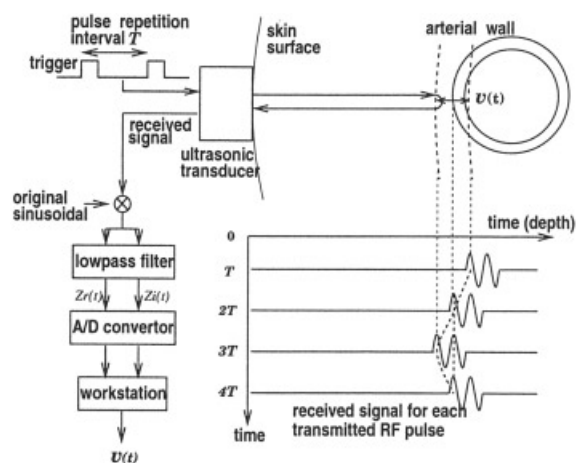 pulse repetition
interval T
trigger
skin
surface
arterial wall
v(t)
received
signal
ultrasonic
transducer
original
sinusoidal
lowpass filter
Zr(t) Zi(t)
A/D convertor
workstation
v(t)
time (depth)
0
T
2T
3T
4T
time
received signal for each
transmitted RF pulse